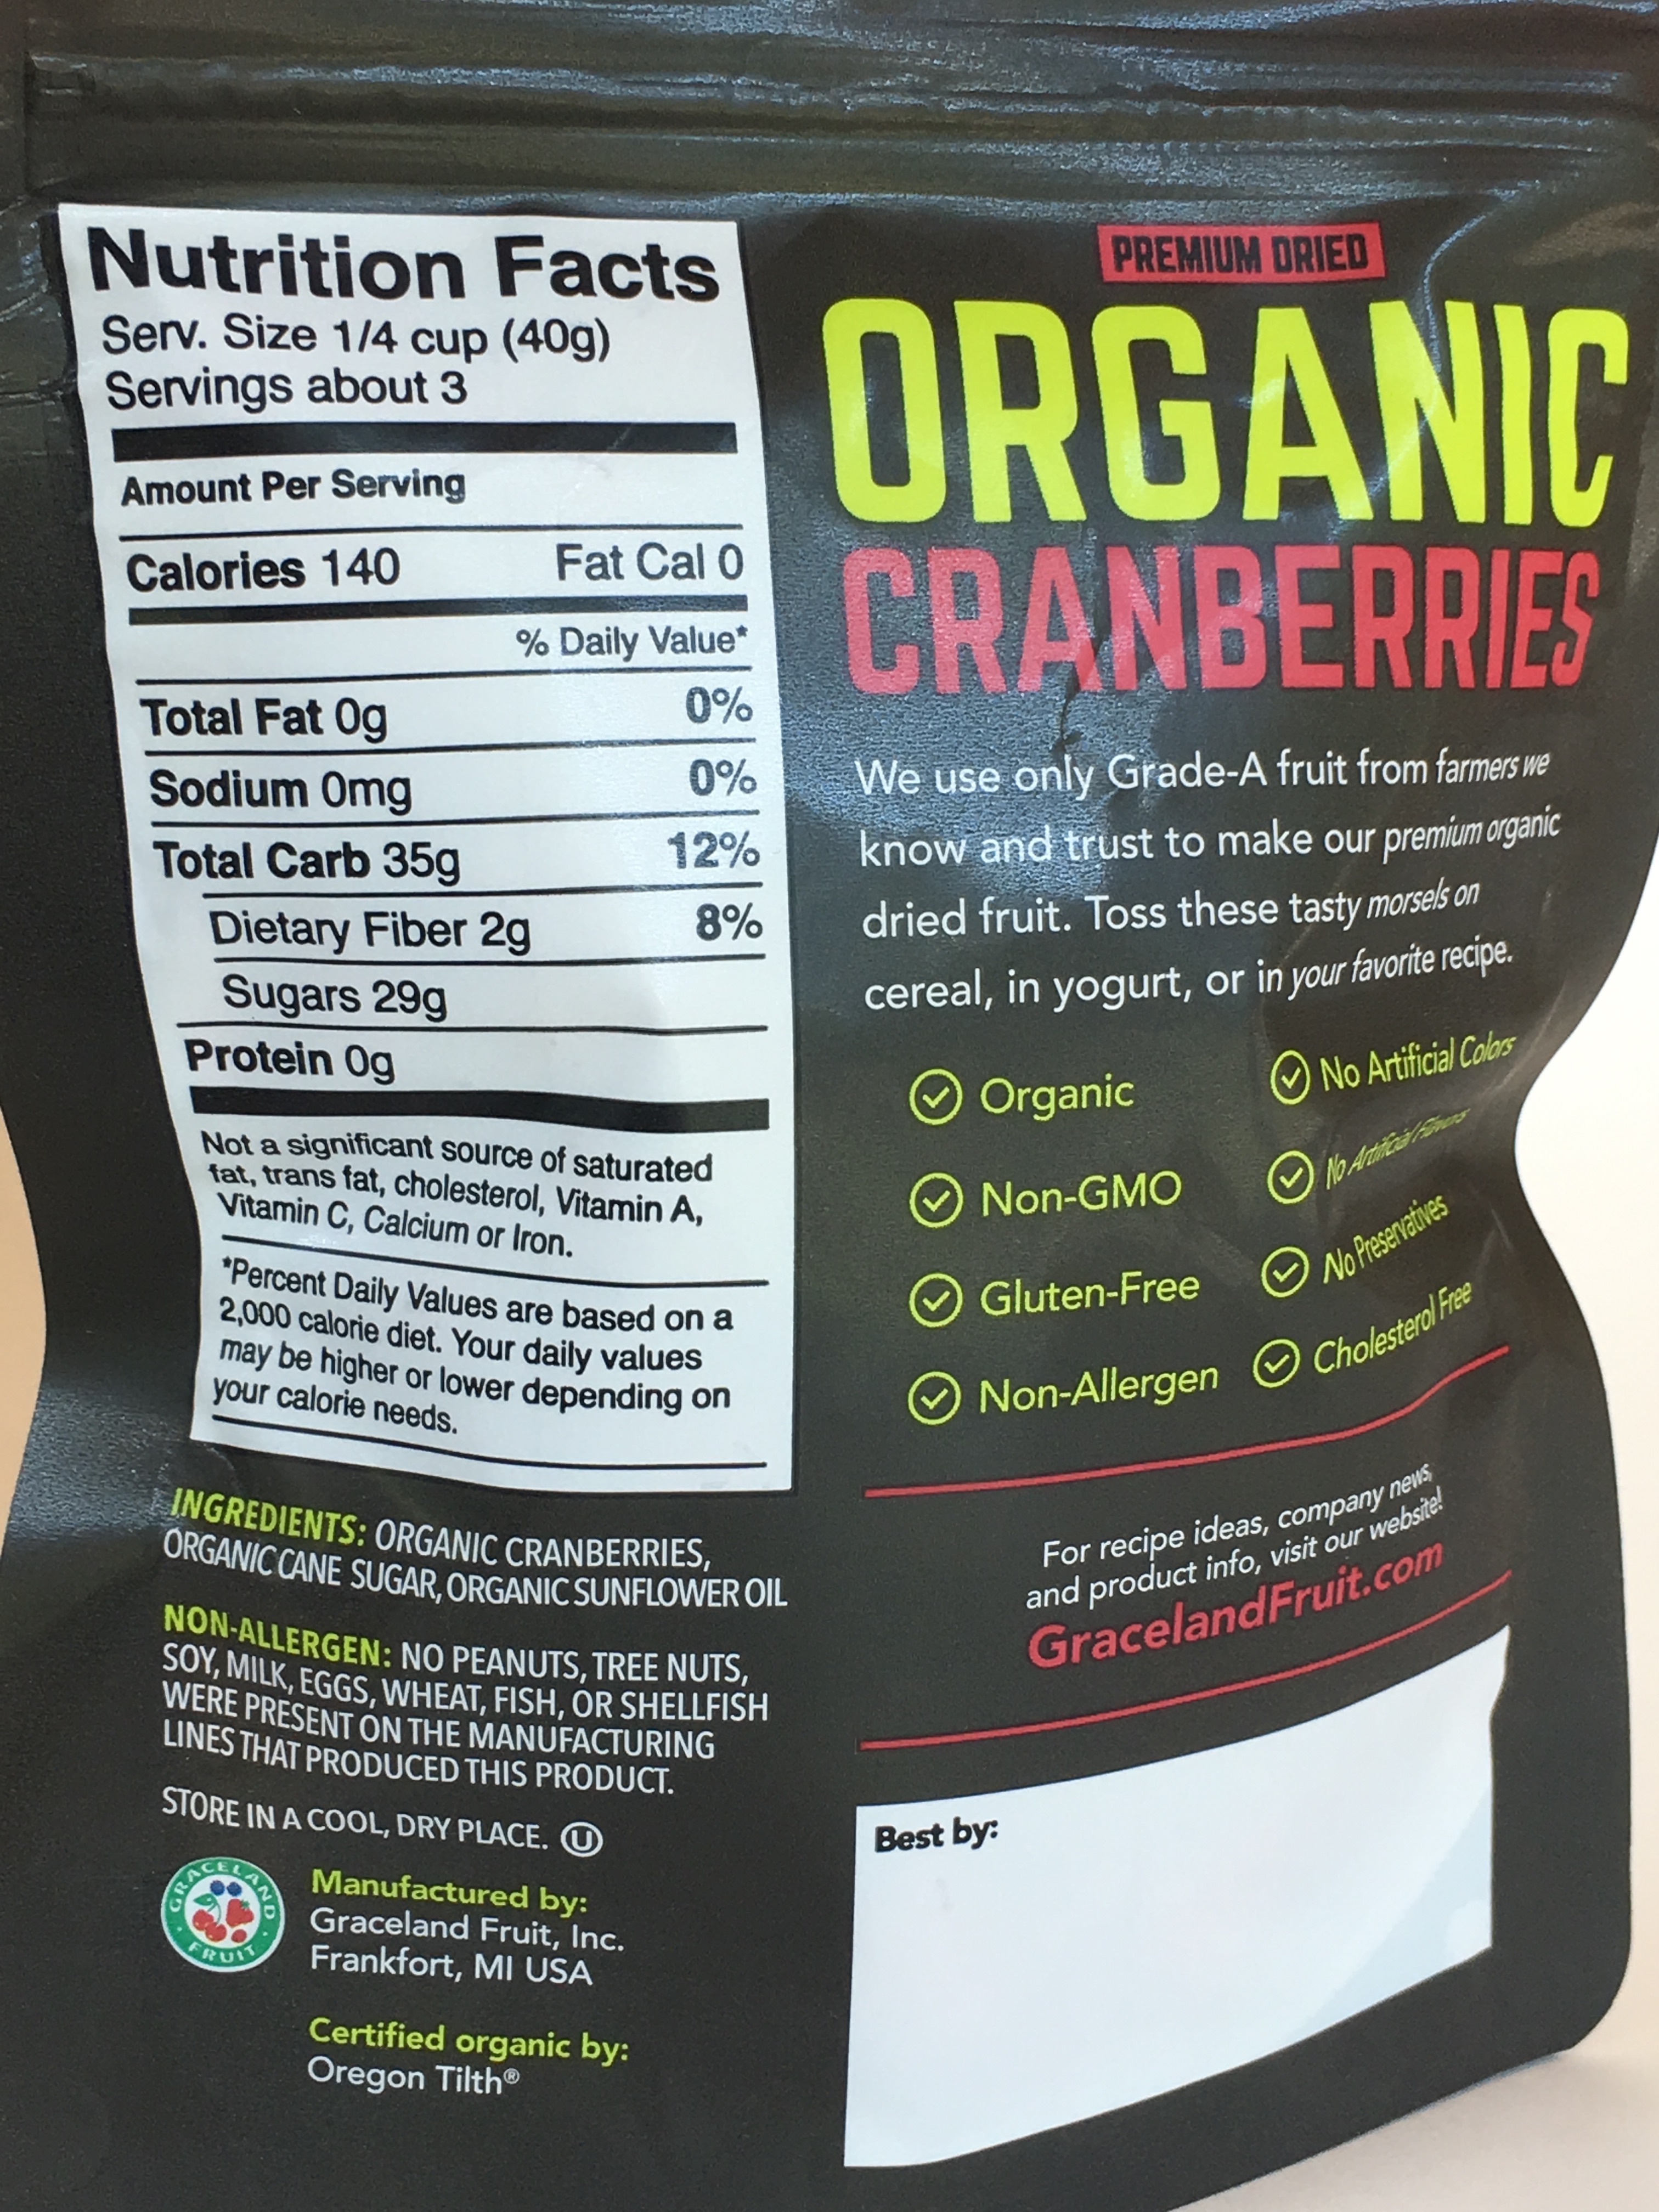 Nutrition Facts
Serv. Size 1/4 cup (40g)
Servings about 3
Amount Per Serving
Calories 140 Fat Cal 0
% Daily Value*
Total Fat 0g 0%
Sodium 0mg 0%
Total Carb 35g 12%
Dietary Fiber 2g 8%
Sugars 29g
Protein 0g
Not a significant source of saturated
fat, trans fat, cholesterol, Vitamin A,
Vitamin C, Calcium or Iron.
*Percent Daily Values are based on a
2,000 calorie diet. Your daily values
may be higher or lower depending on
your calorie needs.
INGREDIENTS: ORGANIC CRANBERRIES,
ORGANIC CANE SUGAR, ORGANIC SUNFLOWER OIL
NON-ALLERGEN: NO PEANUTS, TREE NUTS,
SOY, MILK, EGGS, WHEAT, FISH, OR SHELLFISH
WERE PRESENT ON THE MANUFACTURING
LINES THAT PRODUCED THIS PRODUCT.
STORE IN A COOL, DRY PLACE. U
GRACELAND
FRUIT
Manufactured by:
Graceland Fruit, Inc.
Frankfort, MI USA
Certified organic by:
Oregon Tilth®
PREMIUM DRIED
ORGANIC
CRANBERRIES
We use only Grade-A fruit from farmers we
know and trust to make our premium organic
dried fruit. Toss these tasty morsels on
cereal, in yogurt, or in your favorite recipe.
Organic
Non-GMO
Gluten-Free
Non-Allergen
No Artificial Colors
No Artificial Flavors
No Preservatives
Cholesterol Free
For recipe ideas, company news,
and product info, visit our website!
GracelandFruit.com
Best by: